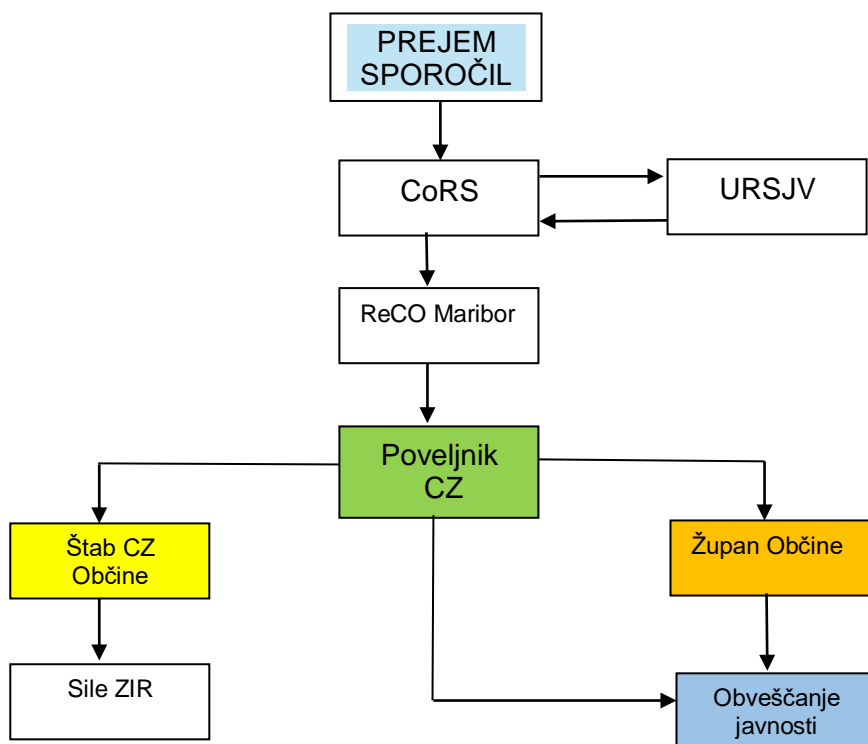 PREJEM
SPOROČIL
CoRS
URSJV
ReCO Maribor
Poveljnik
CZ
Štab CZ
Občine
Župan Občine
Sile ZIR
Obveščanje
javnosti